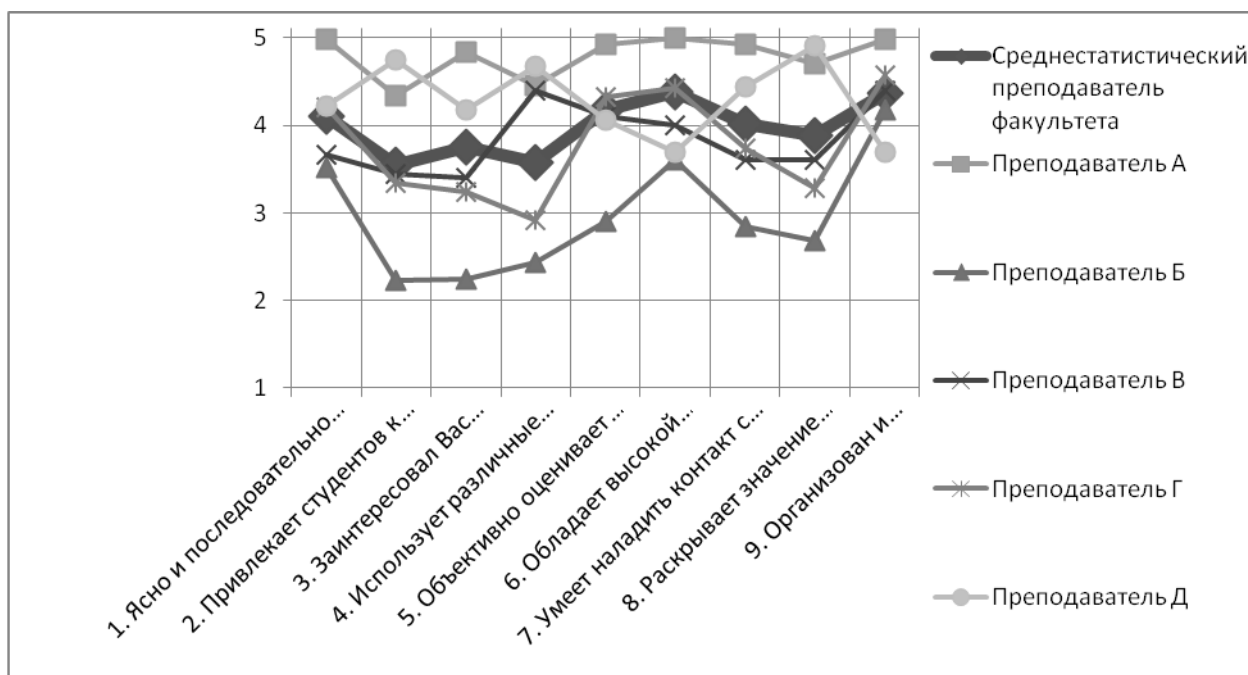 5
4
3
2
1
1. Ясно и последовательно...
2. Привлекает студентов к...
3. Заинтересовал Вас...
4. Использует различные...
5. Объективно оценивает...
6. Обладает высокой...
7. Умеет наладить контакт с...
8. Раскрывает значение...
9. Организован и...
Среднестатистический
преподаватель
факультета
Преподаватель А
Преподаватель Б
Преподаватель В
Преподаватель Г
Преподаватель Д